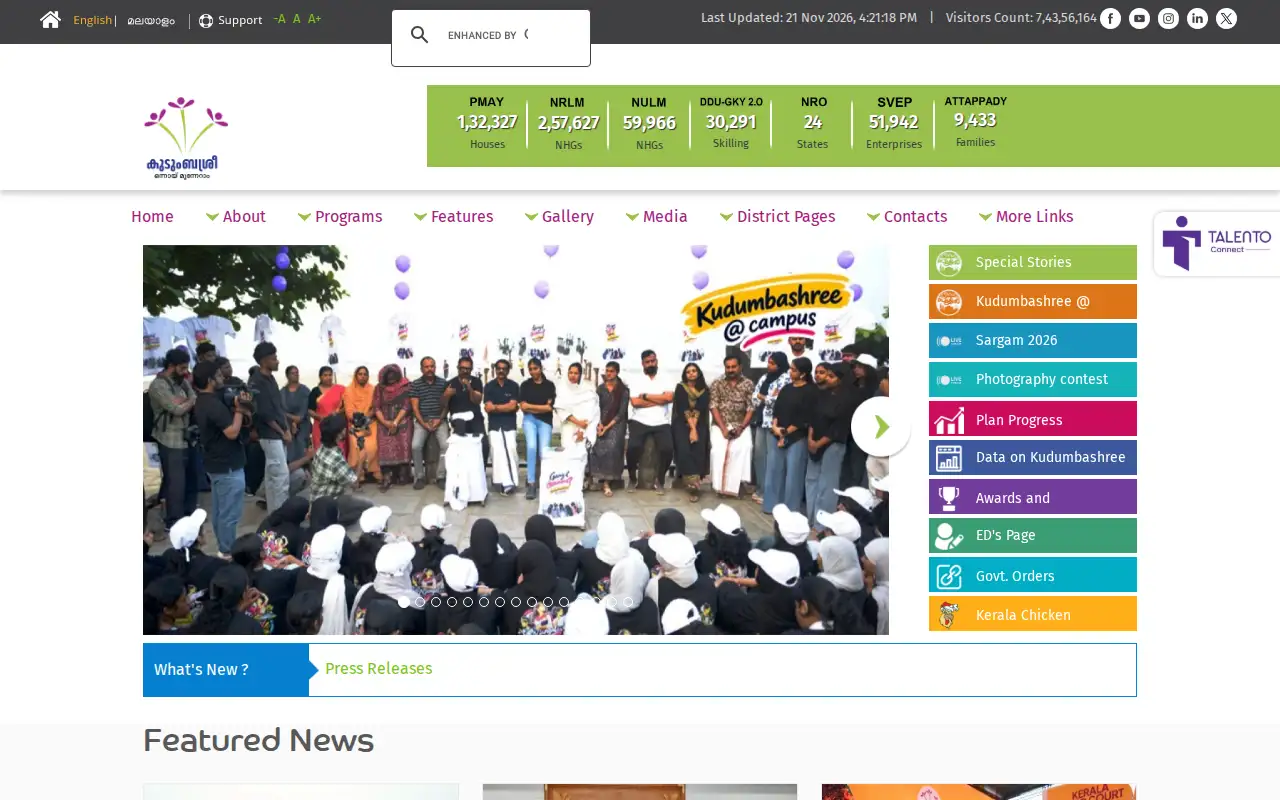 English | മലയാളം | Support -A A A+
ENHANCED BY
Last Updated: 21 Nov 2026, 4:21:18 PM | Visitors Count: 7,43,56,164
കുടുംബശ്രീ
ഒന്നായ് മുന്നേറാം
PMAY NRLM NULM DDU-GKY 2.0 NRO SVEP ATTAPPADY
1,32,327 2,57,627 59,966 30,291 24 51,942 9,433
Houses NHGs NHGs Skilling States Enterprises Families
Home About Programs Features Gallery Media District Pages Contacts More Links
TALENTO
Connect
Kudumbashree
@ campus
Special Stories
Kudumbashree @
Sargam 2026
Photography contest
Plan Progress
Data on Kudumbashree
Awards and
ED's Page
Govt. Orders
Kerala Chicken
What's New ?
Press Releases
Featured News
KERALA